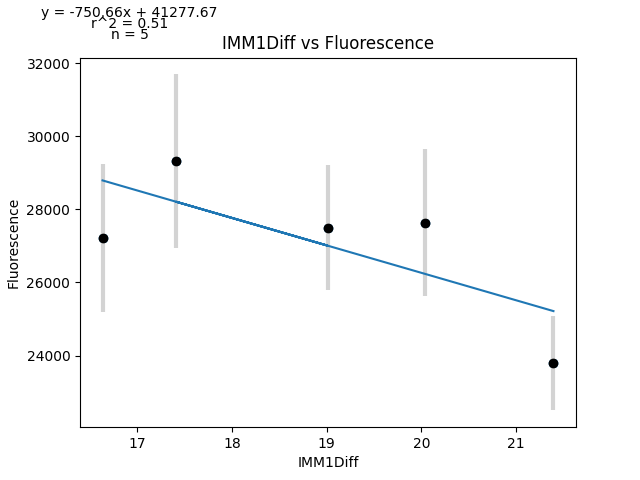 y = -750.66x + 41277.67
r^2 = 0.51
n = 5
IMM1Diff vs Fluorescence
32000
30000
28000
26000
24000
Fluorescence
17 18 19 20 21
IMM1Diff